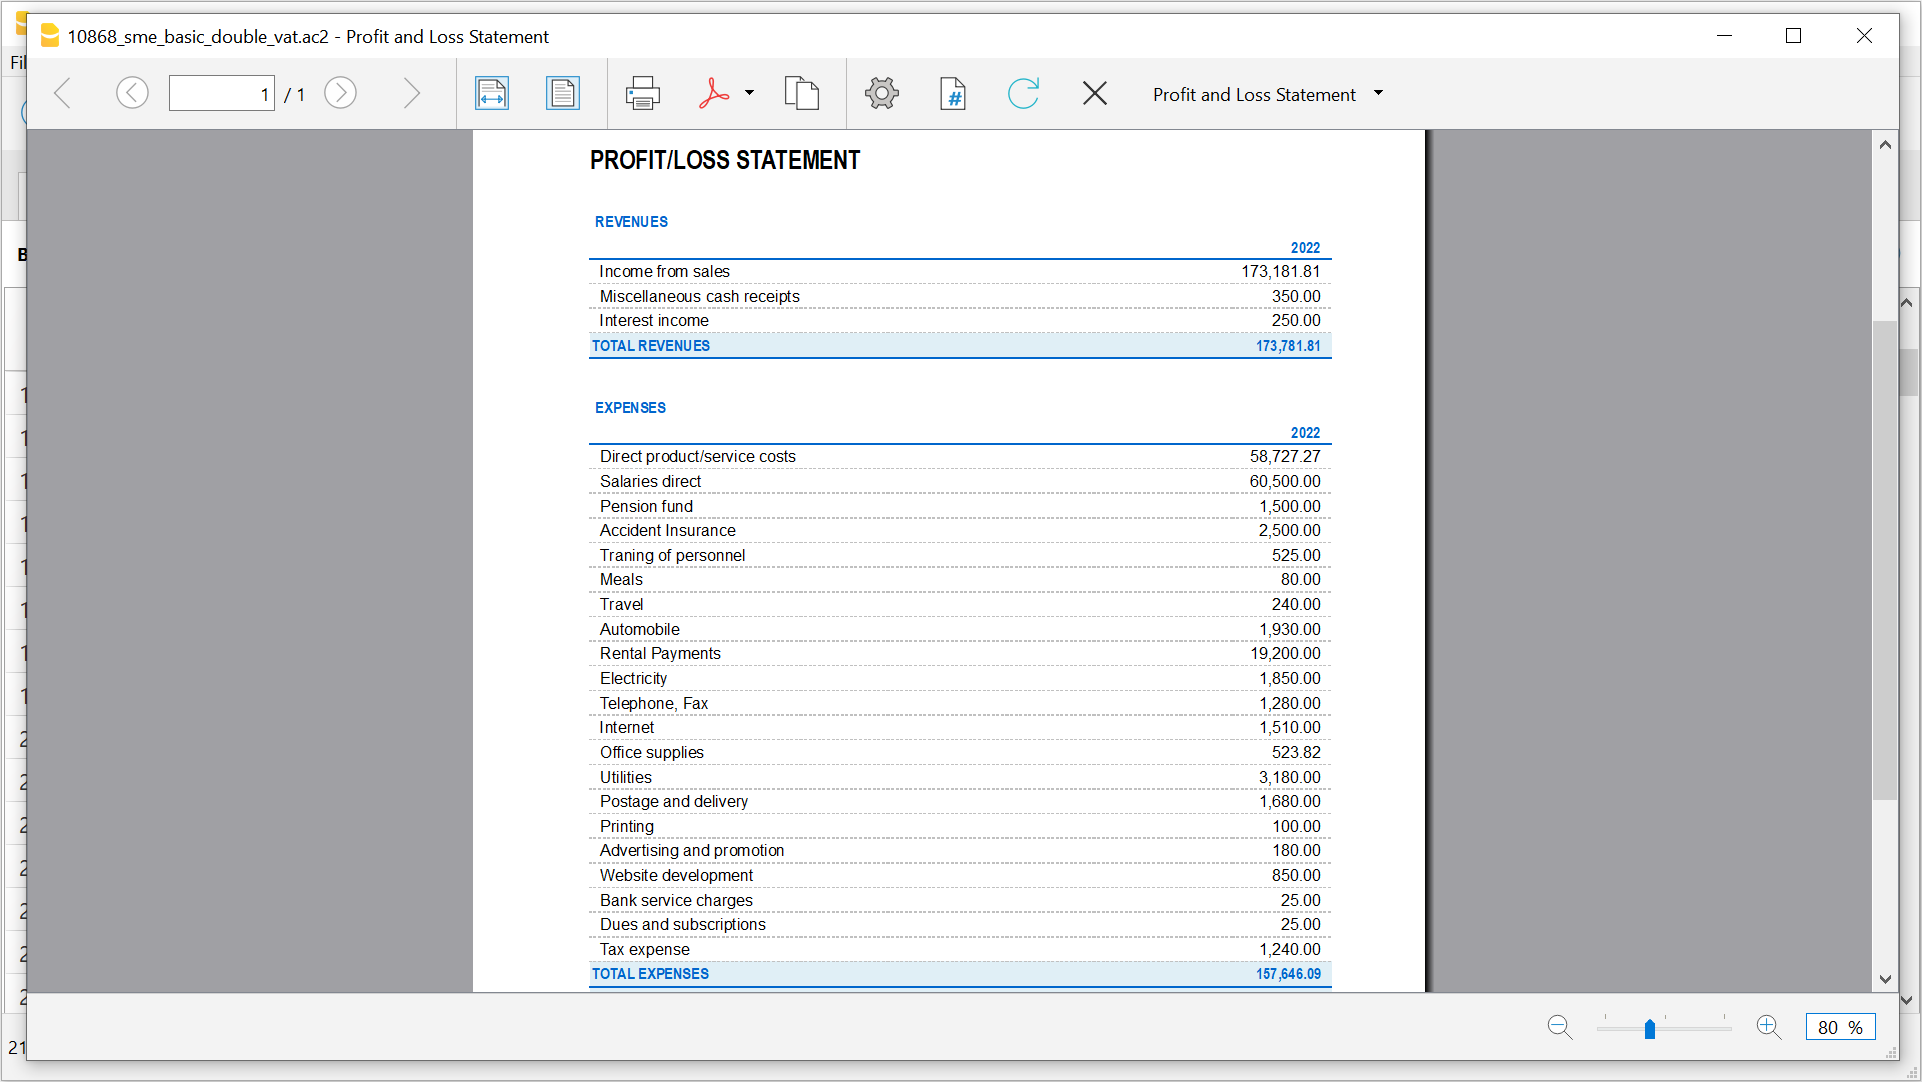 10868_sme_basic_double_vat.ac2 - Profit and Loss Statement
1 / 1 Profit and Loss Statement
PROFIT/LOSS STATEMENT
REVENUES
2022
Income from sales 173,181.81
Miscellaneous cash receipts 350.00
Interest income 250.00
TOTAL REVENUES 173,781.81
EXPENSES
2022
Direct product/service costs 58,727.27
Salaries direct 60,500.00
Pension fund 1,500.00
Accident Insurance 2,500.00
Traning of personnel 525.00
Meals 80.00
Travel 240.00
Automobile 1,930.00
Rental Payments 19,200.00
Electricity 1,850.00
Telephone, Fax 1,280.00
Internet 1,510.00
Office supplies 523.82
Utilities 3,180.00
Postage and delivery 1,680.00
Printing 100.00
Advertising and promotion 180.00
Website development 850.00
Bank service charges 25.00
Dues and subscriptions 25.00
Tax expense 1,240.00
TOTAL EXPENSES 157,646.09
80 %